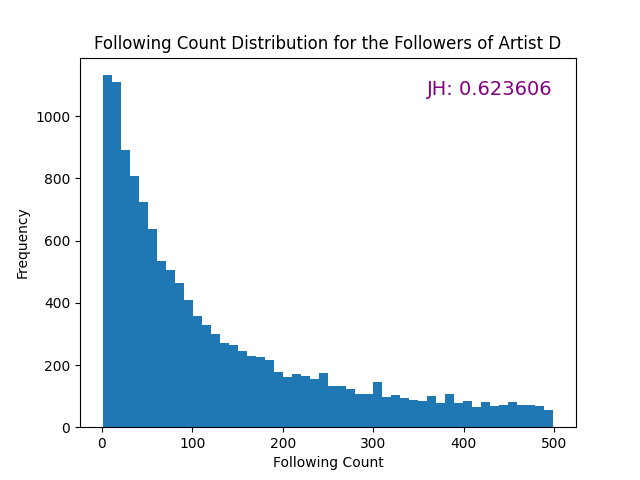 Following Count Distribution for the Followers of Artist D
JH: 0.623606
Frequency
1000
800
600
400
200
0
0 100 200 300 400 500
Following Count